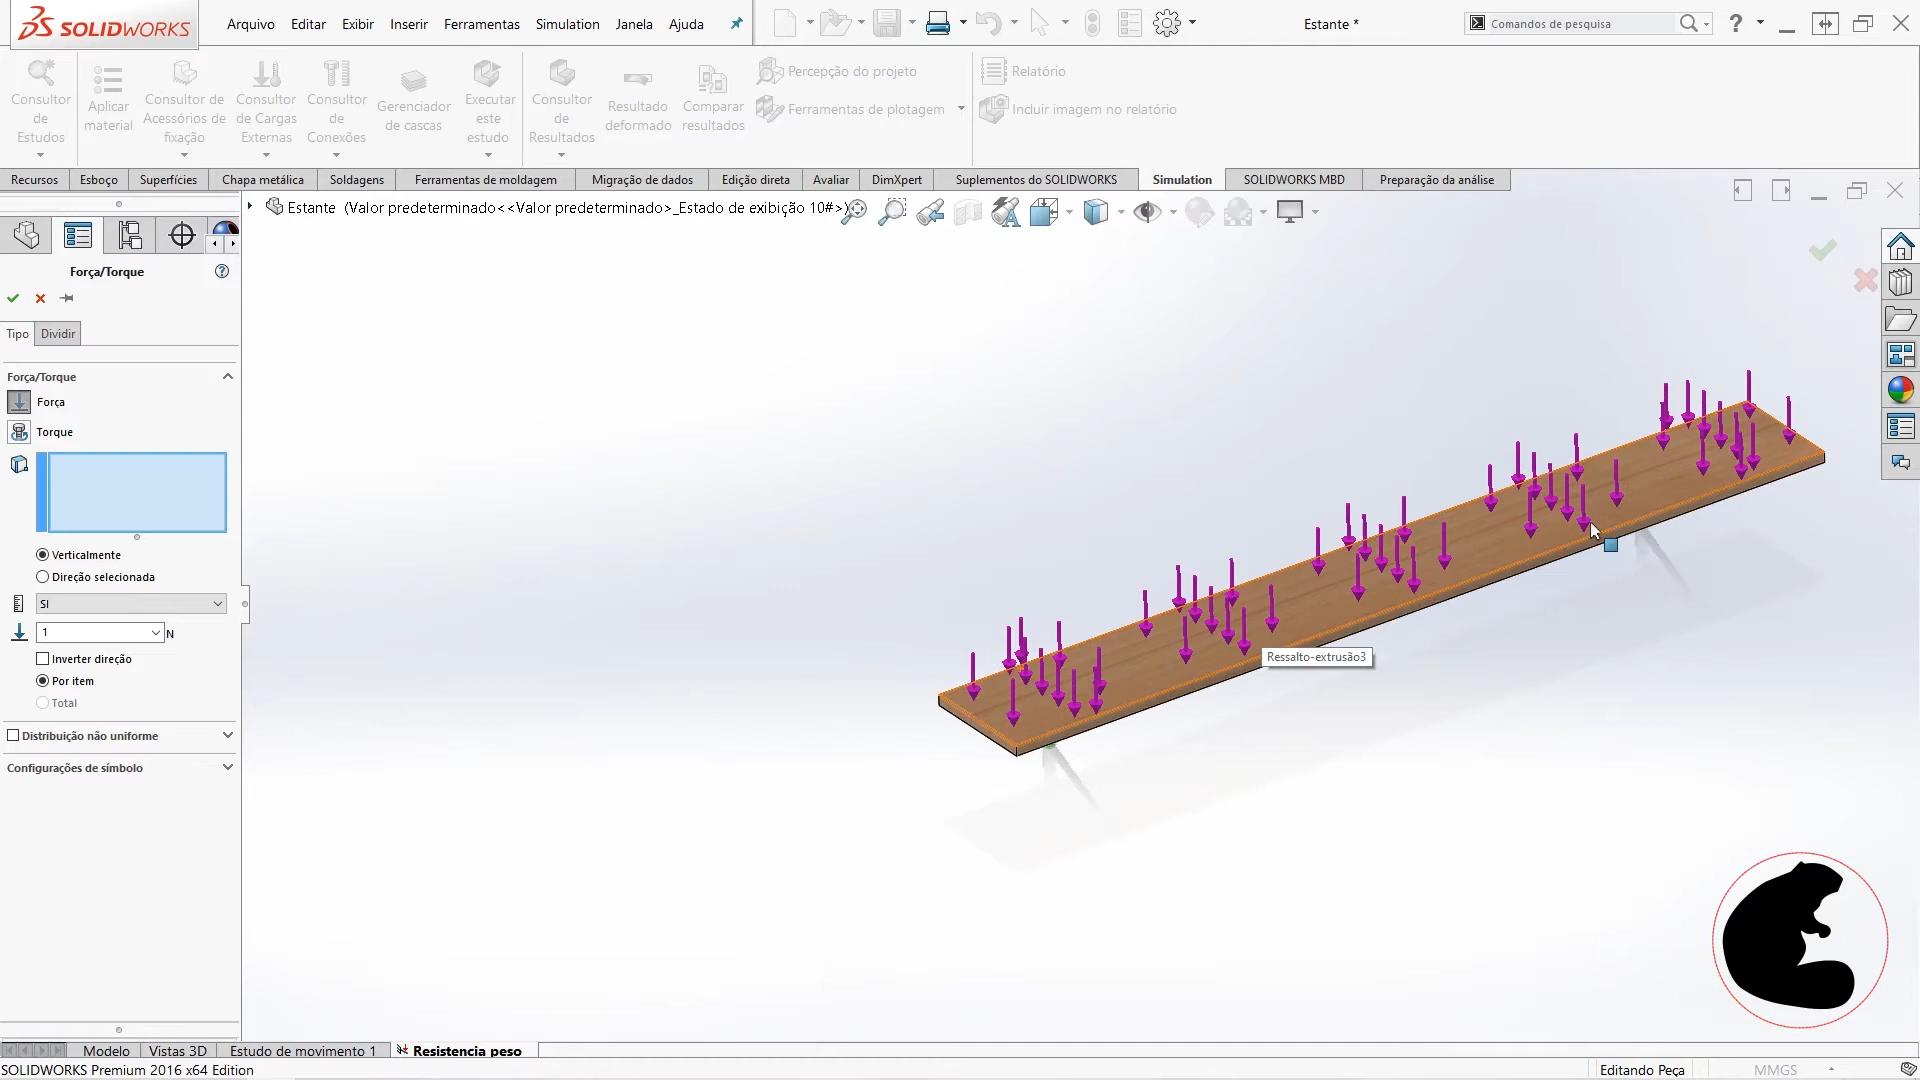 SOLIDWORKS
Arquivo Editar Exibir Inserir Ferramentas Simulation Janela Ajuda
Estante *
Comandos de pesquisa
?
Consultor de Estudos
Aplicar material
Consultor de Acessórios de fixação
Consultor de Cargas Externas
Consultor de Conexões
Gerenciador de cascas
Executar este estudo
Consultor de Resultados
Resultado deformado
Comparar resultados
Percepção do projeto
Ferramentas de plotagem
Relatório
Incluir imagem no relatório
Recursos Esboço Superfícies Chapa metálica Soldagens Ferramentas de moldagem Migração de dados Edição direta Avaliar DimXpert Suplementos do SOLIDWORKS Simulation SOLIDWORKS MBD Preparação da análise
Estante (Valor predeterminado<<Valor predeterminado>_Estado de exibição 10#>)
Força/Torque
?
Tipo Dividir
Força/Torque
Força
Torque
Verticalmente
Direção selecionada
SI
1 N
Inverter direção
Por item
Total
Distribuição não uniforme
Configurações de símbolo
Ressalto-extrusão3
Modelo Vistas 3D Estudo de movimento 1 Resistencia peso
SOLIDWORKS Premium 2016 x64 Edition
Editando Peça
MMGS